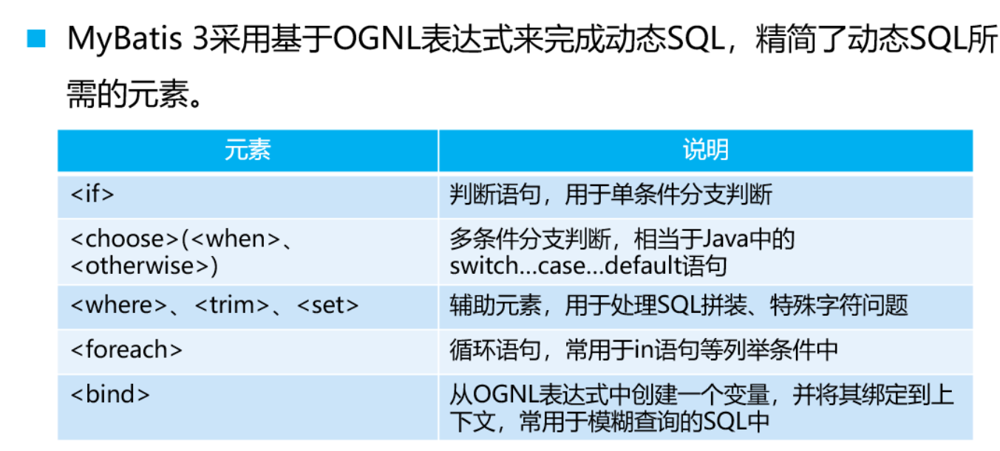 MyBatis 3采用基于OGNL表达式来完成动态SQL，精简了动态SQL所
需的元素。
元素
说明
<if>
判断语句，用于单条件分支判断
<choose>(<when>、
<otherwise>)
多条件分支判断，相当于Java中的
switch...case...default语句
<where>、<trim>、<set>
辅助元素，用于处理SQL拼装、特殊字符问题
<foreach>
循环语句，常用于in语句等列举条件中
<bind>
从OGNL表达式中创建一个变量，并将其绑定到上
下文，常用于模糊查询的SQL中